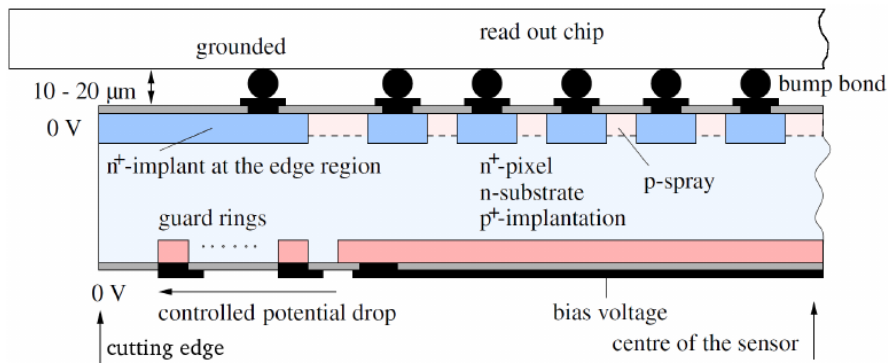 grounded
read out chip
10 - 20 µm
bump bond
0 V
n⁺-implant at the edge region
n⁺-pixel
p-spray
n-substrate
guard rings
p⁺-implantation
......
0 V
controlled potential drop
bias voltage
cutting edge
centre of the sensor